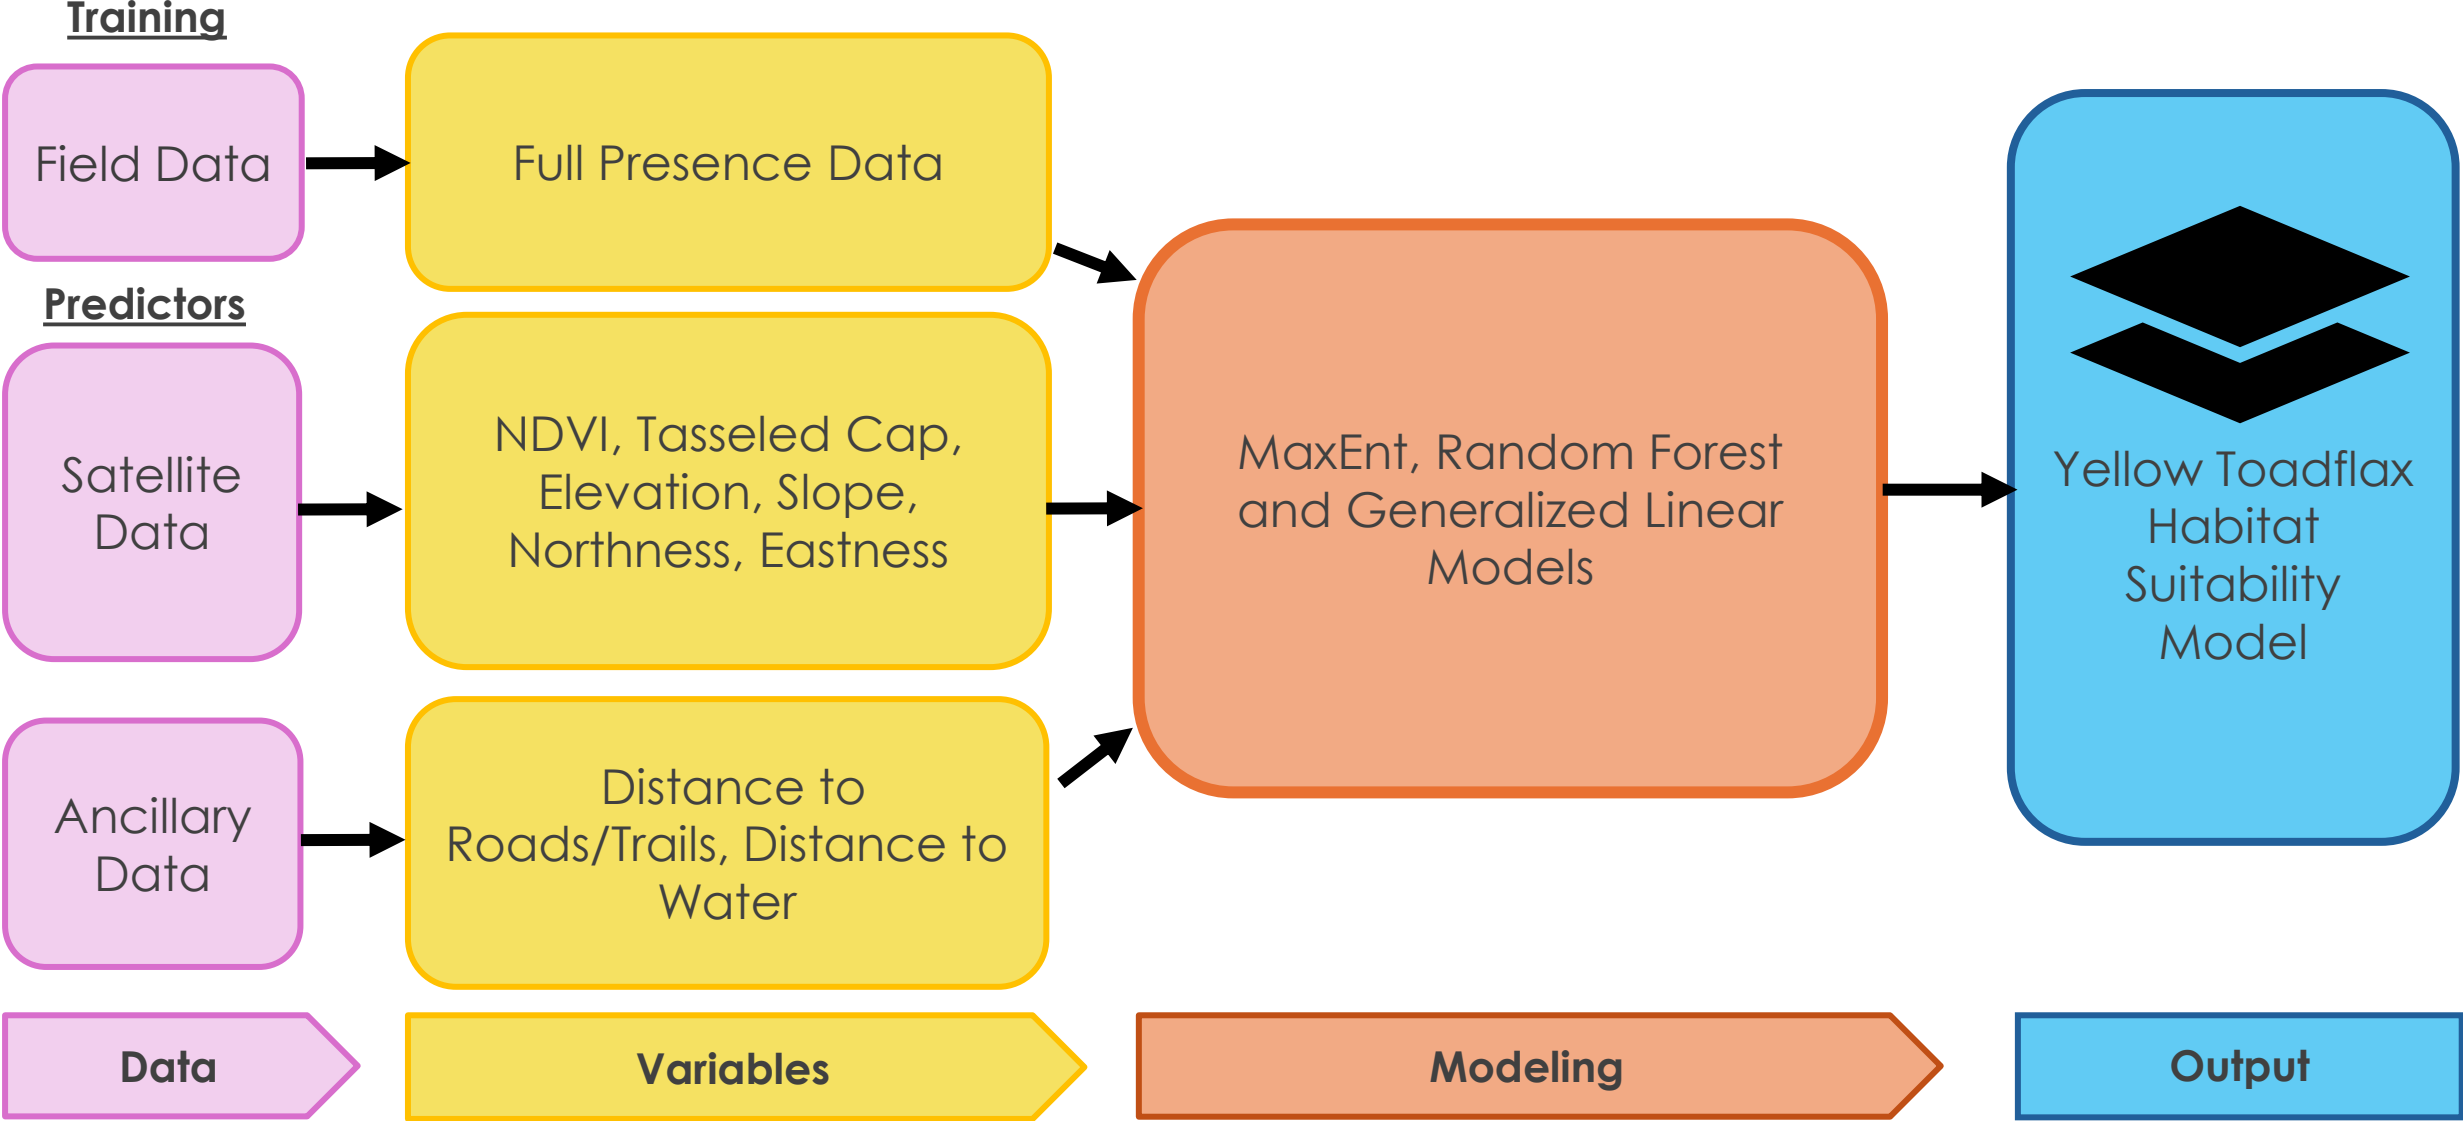 Training
Field Data
Full Presence Data
Predictors
Satellite
Data
NDVI, Tasseled Cap,
Elevation, Slope,
Northness, Eastness
Ancillary
Data
Distance to
Roads/Trails, Distance to
Water
MaxEnt, Random Forest
and Generalized Linear
Models
Yellow Toadflax
Habitat
Suitability
Model
Data
Variables
Modeling
Output